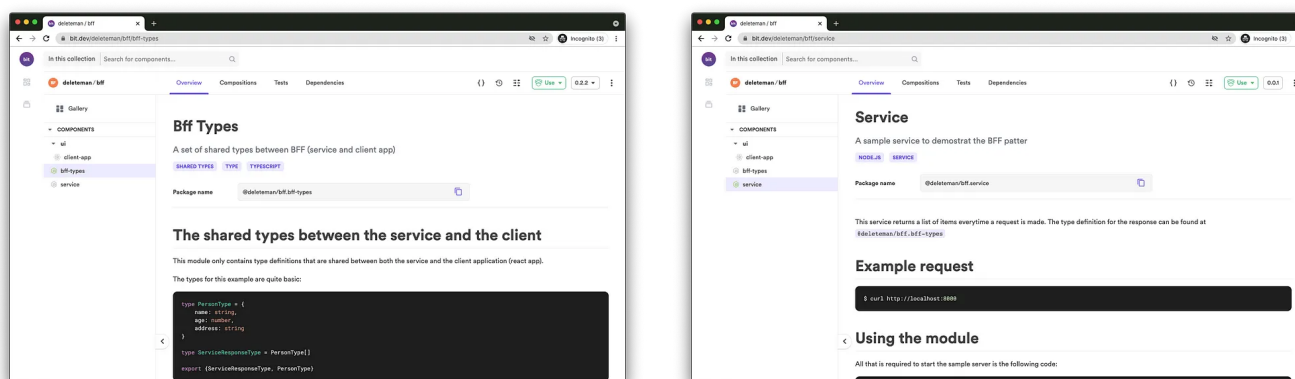 deleteman / bff
bit.dev/deleteman/bff/bff-types
Incognito (3)
bit
In this collection
Search for components...
BF
deleteman / bff
Overview
Compositions
Tests
Dependencies
{}
Use
0.2.2
Gallery
COMPONENTS
ui
client-app
bff-types
service
Bff Types
A set of shared types between BFF (service and client app)
SHARED TYPES
TYPE
TYPESCRIPT
Package name
@deleteman/bff.bff-types
The shared types between the service and the client
This module only contains type definitions that are shared between both the service and the client application (react app).
The types for this example are quite basic:
type PersonType = {
name: string,
age: number,
address: string
}
type ServiceResponseType = PersonType[]
export {ServiceResponseType, PersonType}
deleteman / bff
bit.dev/deleteman/bff/service
Incognito (3)
bit
In this collection
Search for components...
BF
deleteman / bff
Overview
Compositions
Tests
Dependencies
{}
Use
0.0.1
Gallery
COMPONENTS
ui
client-app
bff-types
service
Service
A sample service to demostrat the BFF patter
NODE.JS
SERVICE
Package name
@deleteman/bff.service
This service returns a list of items everytime a request is made. The type definition for the response can be found at
@deleteman/bff.bff-types
Example request
$ curl http://localhost:8000
Using the module
All that is required to start the sample server is the following code: